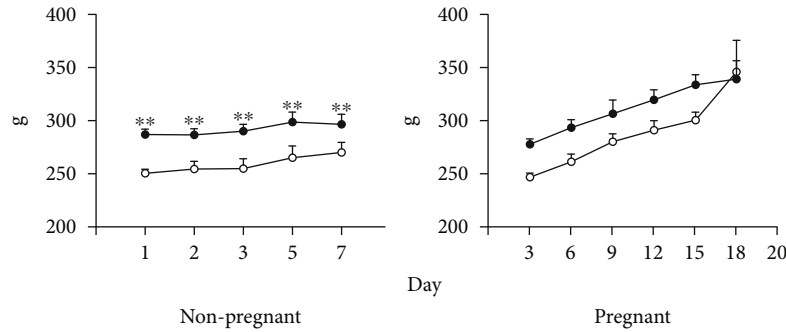 g
400
350
300
250
200
g
** ** ** ** **
1 2 3 5 7
Non-pregnant
g
400
350
300
250
200
g
3 6 9 12 15 18 20
Day
Pregnant